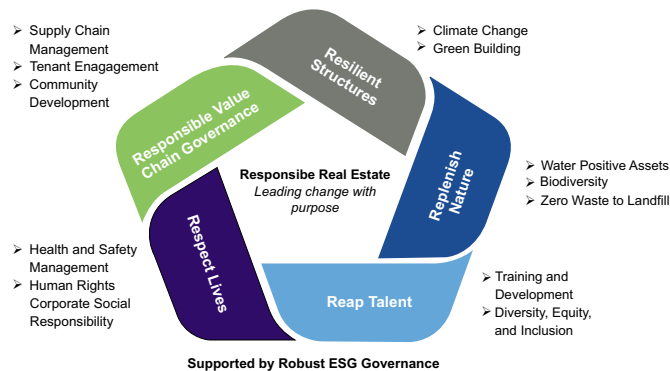 ➢ Supply Chain
Management
➢ Tenant Enagagement
➢ Community
Development
Responsible Value
Chain Governance
Resilient
Structures
➢ Climate Change
➢ Green Building
Replenish
Nature
➢ Water Positive Assets
➢ Biodiversity
➢ Zero Waste to Landfill
Responsibe Real Estate
Leading change with
purpose
Respect Lives
➢ Health and Safety
Management
➢ Human Rights
Corporate Social
Responsibility
Reap Talent
➢ Training and
Development
➢ Diversity, Equity,
and Inclusion
Supported by Robust ESG Governance